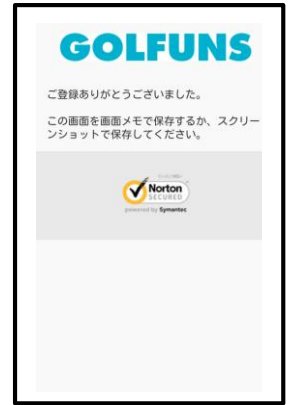 GOLFUNS
ご登録ありがとうございました。
この画面を画面メモで保存するか、スクリー
ンショットで保存してください。
Norton
SECURED
powered by Symantec